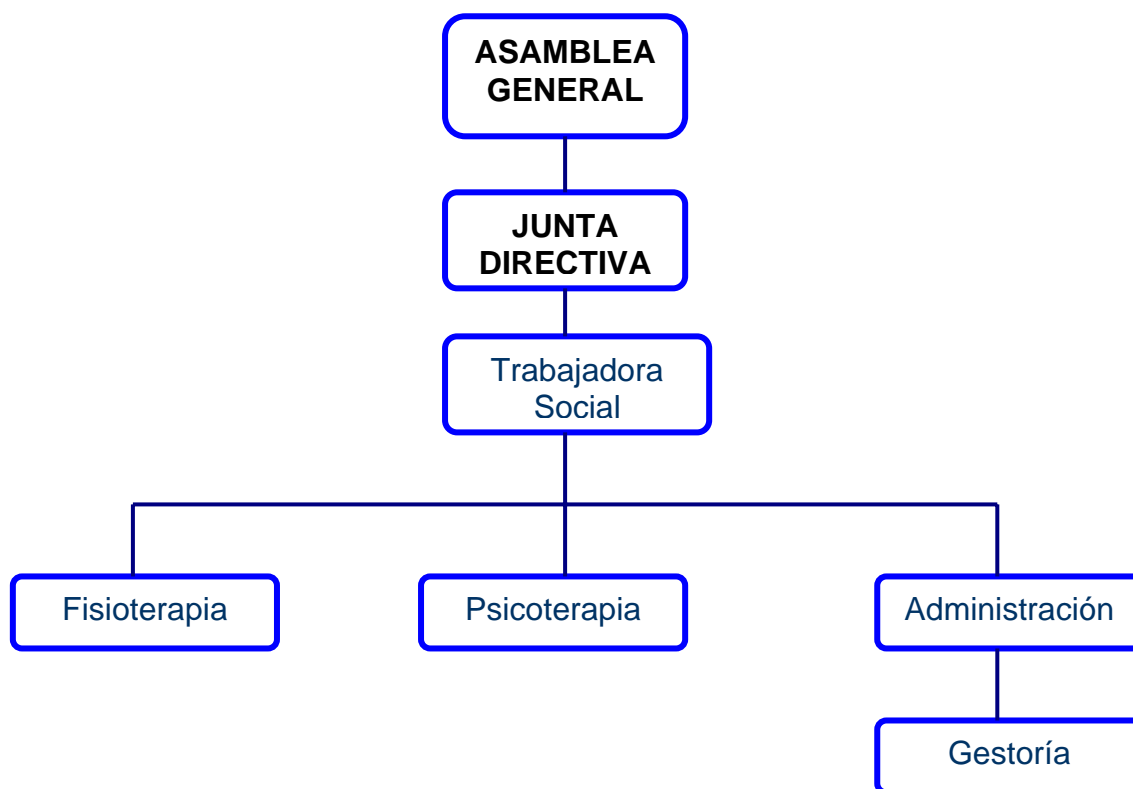 ASAMBLEA
GENERAL
JUNTA
DIRECTIVA
Trabajadora
Social
Fisioterapia
Psicoterapia
Administración
Gestoría